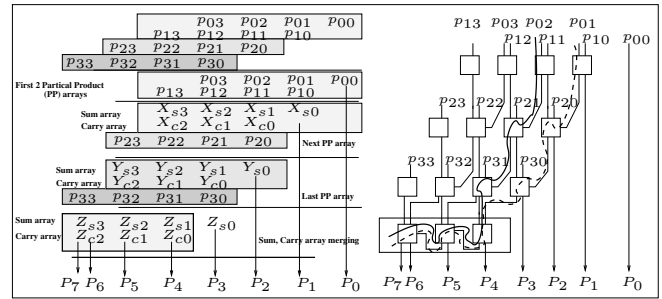 p03 p02 p01 p00
p13 p12 p11 p10
p23 p22 p21 p20
p33 p32 p31 p30
First 2 Partical Product
(PP) arrays
p03 p02 p01 p00
p13 p12 p11 p10
Sum array
Carry array
Xs3 Xs2 Xs1 Xs0
Xc2 Xc1 Xc0
p23 p22 p21 p20
Next PP array
Sum array
Carry array
Ys3 Ys2 Ys1 Ys0
Yc2 Yc1 Yc0
p33 p32 p31 p30
Last PP array
Sum array
Carry array
Zs3 Zs2 Zs1 Zs0
Zc2 Zc1 Zc0
Sum, Carry array merging
P7 P6 P5 P4 P3 P2 P1 P0
p13 p03 p02 p01
p12 p11 p10 p00
p23 p22 p21 p20
p33 p32 p31 p30
P7 P6 P5 P4 P3 P2 P1 P0